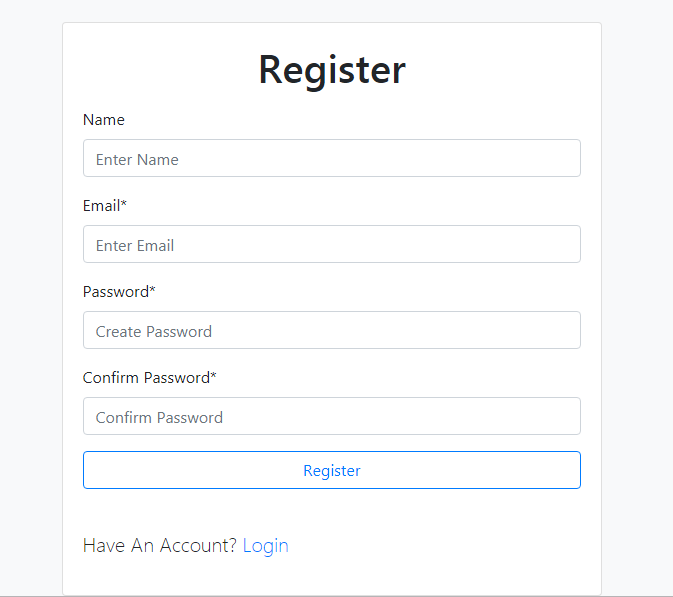 Register
Name
Enter Name
Email*
Enter Email
Password*
Create Password
Confirm Password*
Confirm Password
Register
Have An Account? Login